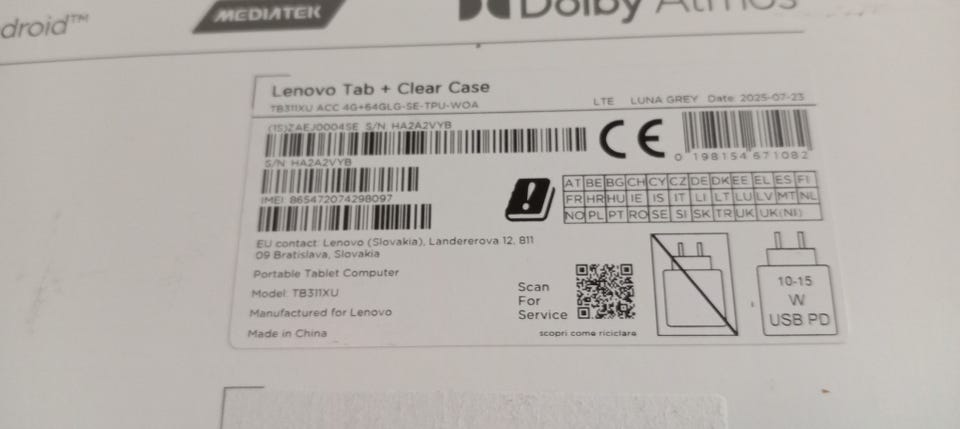 droid™
MEDIATEK
Dolby Atmos
Lenovo Tab + Clear Case
TB311XU ACC 4G+64GLG-SE-TPU-WOA
LTE LUNA GREY Date: 2025-07-23
(1S)ZAEJ0004SE S/N: HA2A2VYB
CE
0 198154 671082
S/N: HA2A2VYB
IMEI: 865472074298097
AT BE BG CH CY CZ DE DK EE EL ES FI
FR HR HU IE IS IT LI LT LU LV MT NL
NO PL PT RO SE SI SK TR UK UK(NI)
EU contact: Lenovo (Slovakia), Landererova 12, 811
09 Bratislava, Slovakia
Portable Tablet Computer
Model: TB311XU
Manufactured for Lenovo
Made in China
Scan
For
Service
scopri come riciclare
10-15
W
USB PD